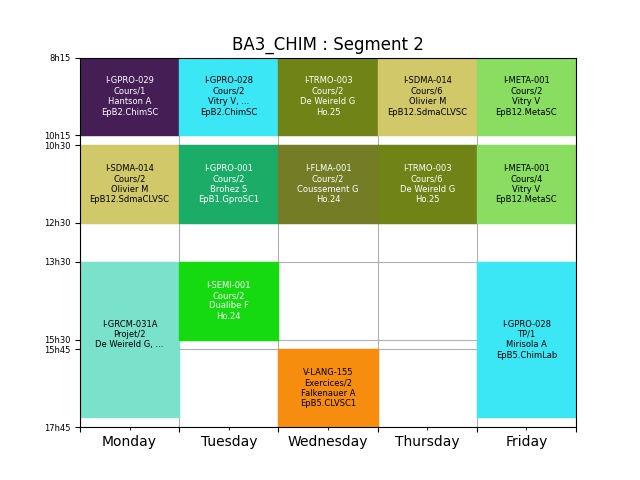 BA3_CHIM : Segment 2
8h15
I-GPRO-029
Cours/1
Hantson A
EpB2.ChimSC
I-GPRO-028
Cours/2
Vitry V, ...
EpB2.ChimSC
I-TRMO-003
Cours/2
De Weireld G
Ho.25
I-SDMA-014
Cours/6
Olivier M
EpB12.SdmaCLVSC
I-META-001
Cours/2
Vitry V
EpB12.MetaSC
10h15
10h30
I-SDMA-014
Cours/2
Olivier M
EpB12.SdmaCLVSC
I-GPRO-001
Cours/2
Brohez S
EpB1.GproSC1
I-FLMA-001
Cours/2
Coussement G
Ho.24
I-TRMO-003
Cours/6
De Weireld G
Ho.25
I-META-001
Cours/4
Vitry V
EpB12.MetaSC
12h30
13h30
I-GRCM-031A
Projet/2
De Weireld G, ...
I-SEMI-001
Cours/2
Dualibe F
Ho.24
I-GPRO-028
TP/1
Mirisola A
EpB5.ChimLab
15h30
15h45
V-LANG-155
Exercices/2
Falkenauer A
EpB5.CLVSC1
17h45
Monday
Tuesday
Wednesday
Thursday
Friday